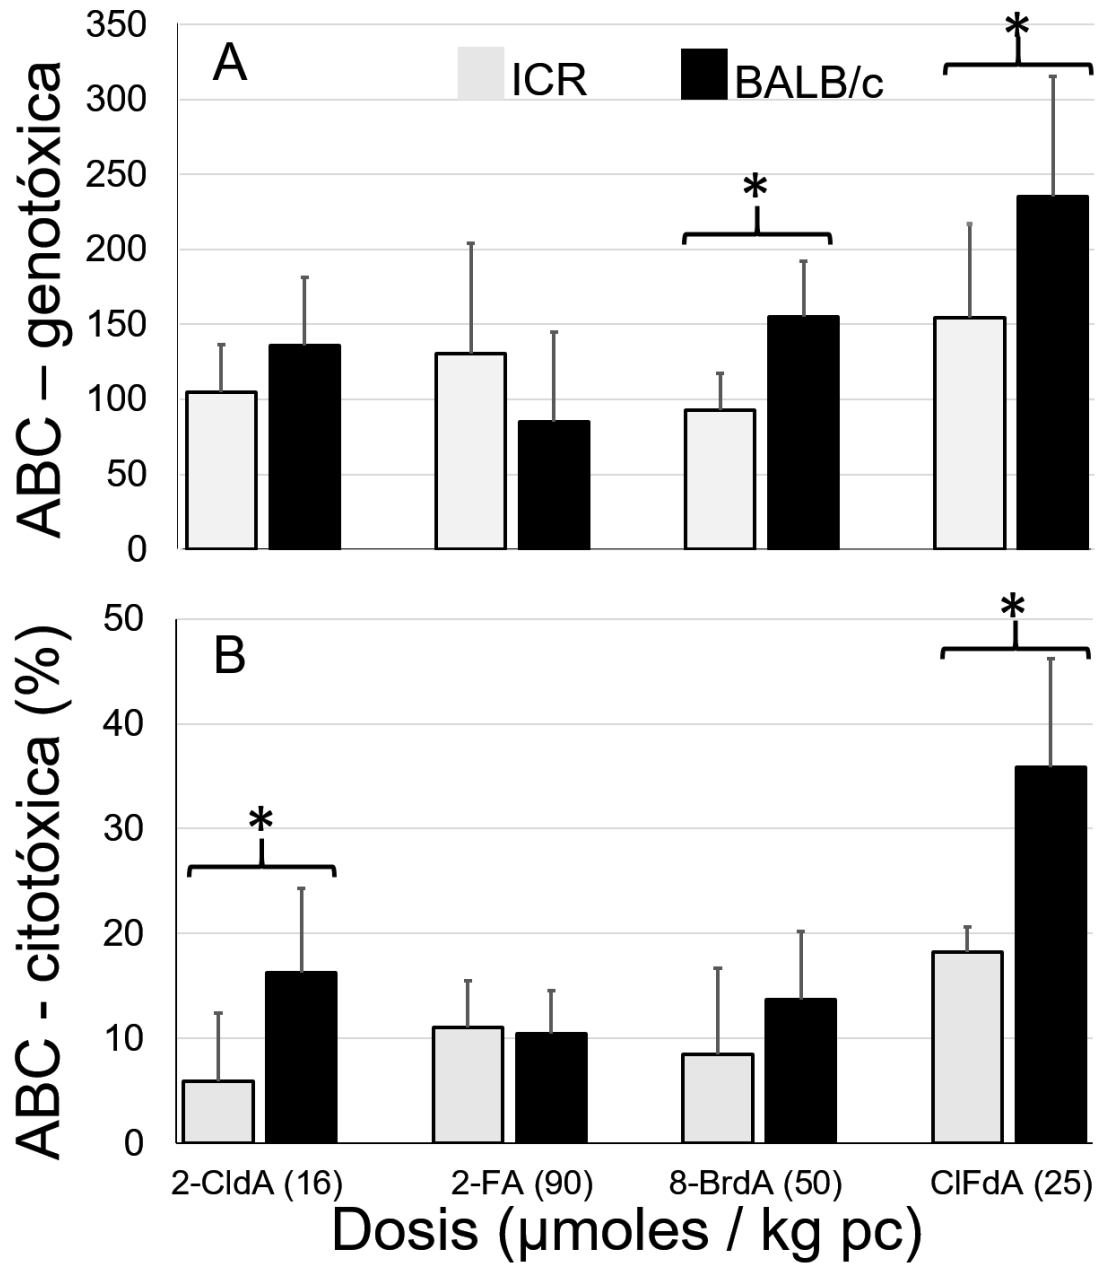 ABC – genotóxica
350
300
250
200
150
100
50
0
A
ICR
BALB/c
*
*
ABC - citotóxica (%)
50
40
30
20
10
0
B
*
*
2-CldA (16) 2-FA (90) 8-BrdA (50) ClFdA (25)
Dosis (µmoles / kg pc)